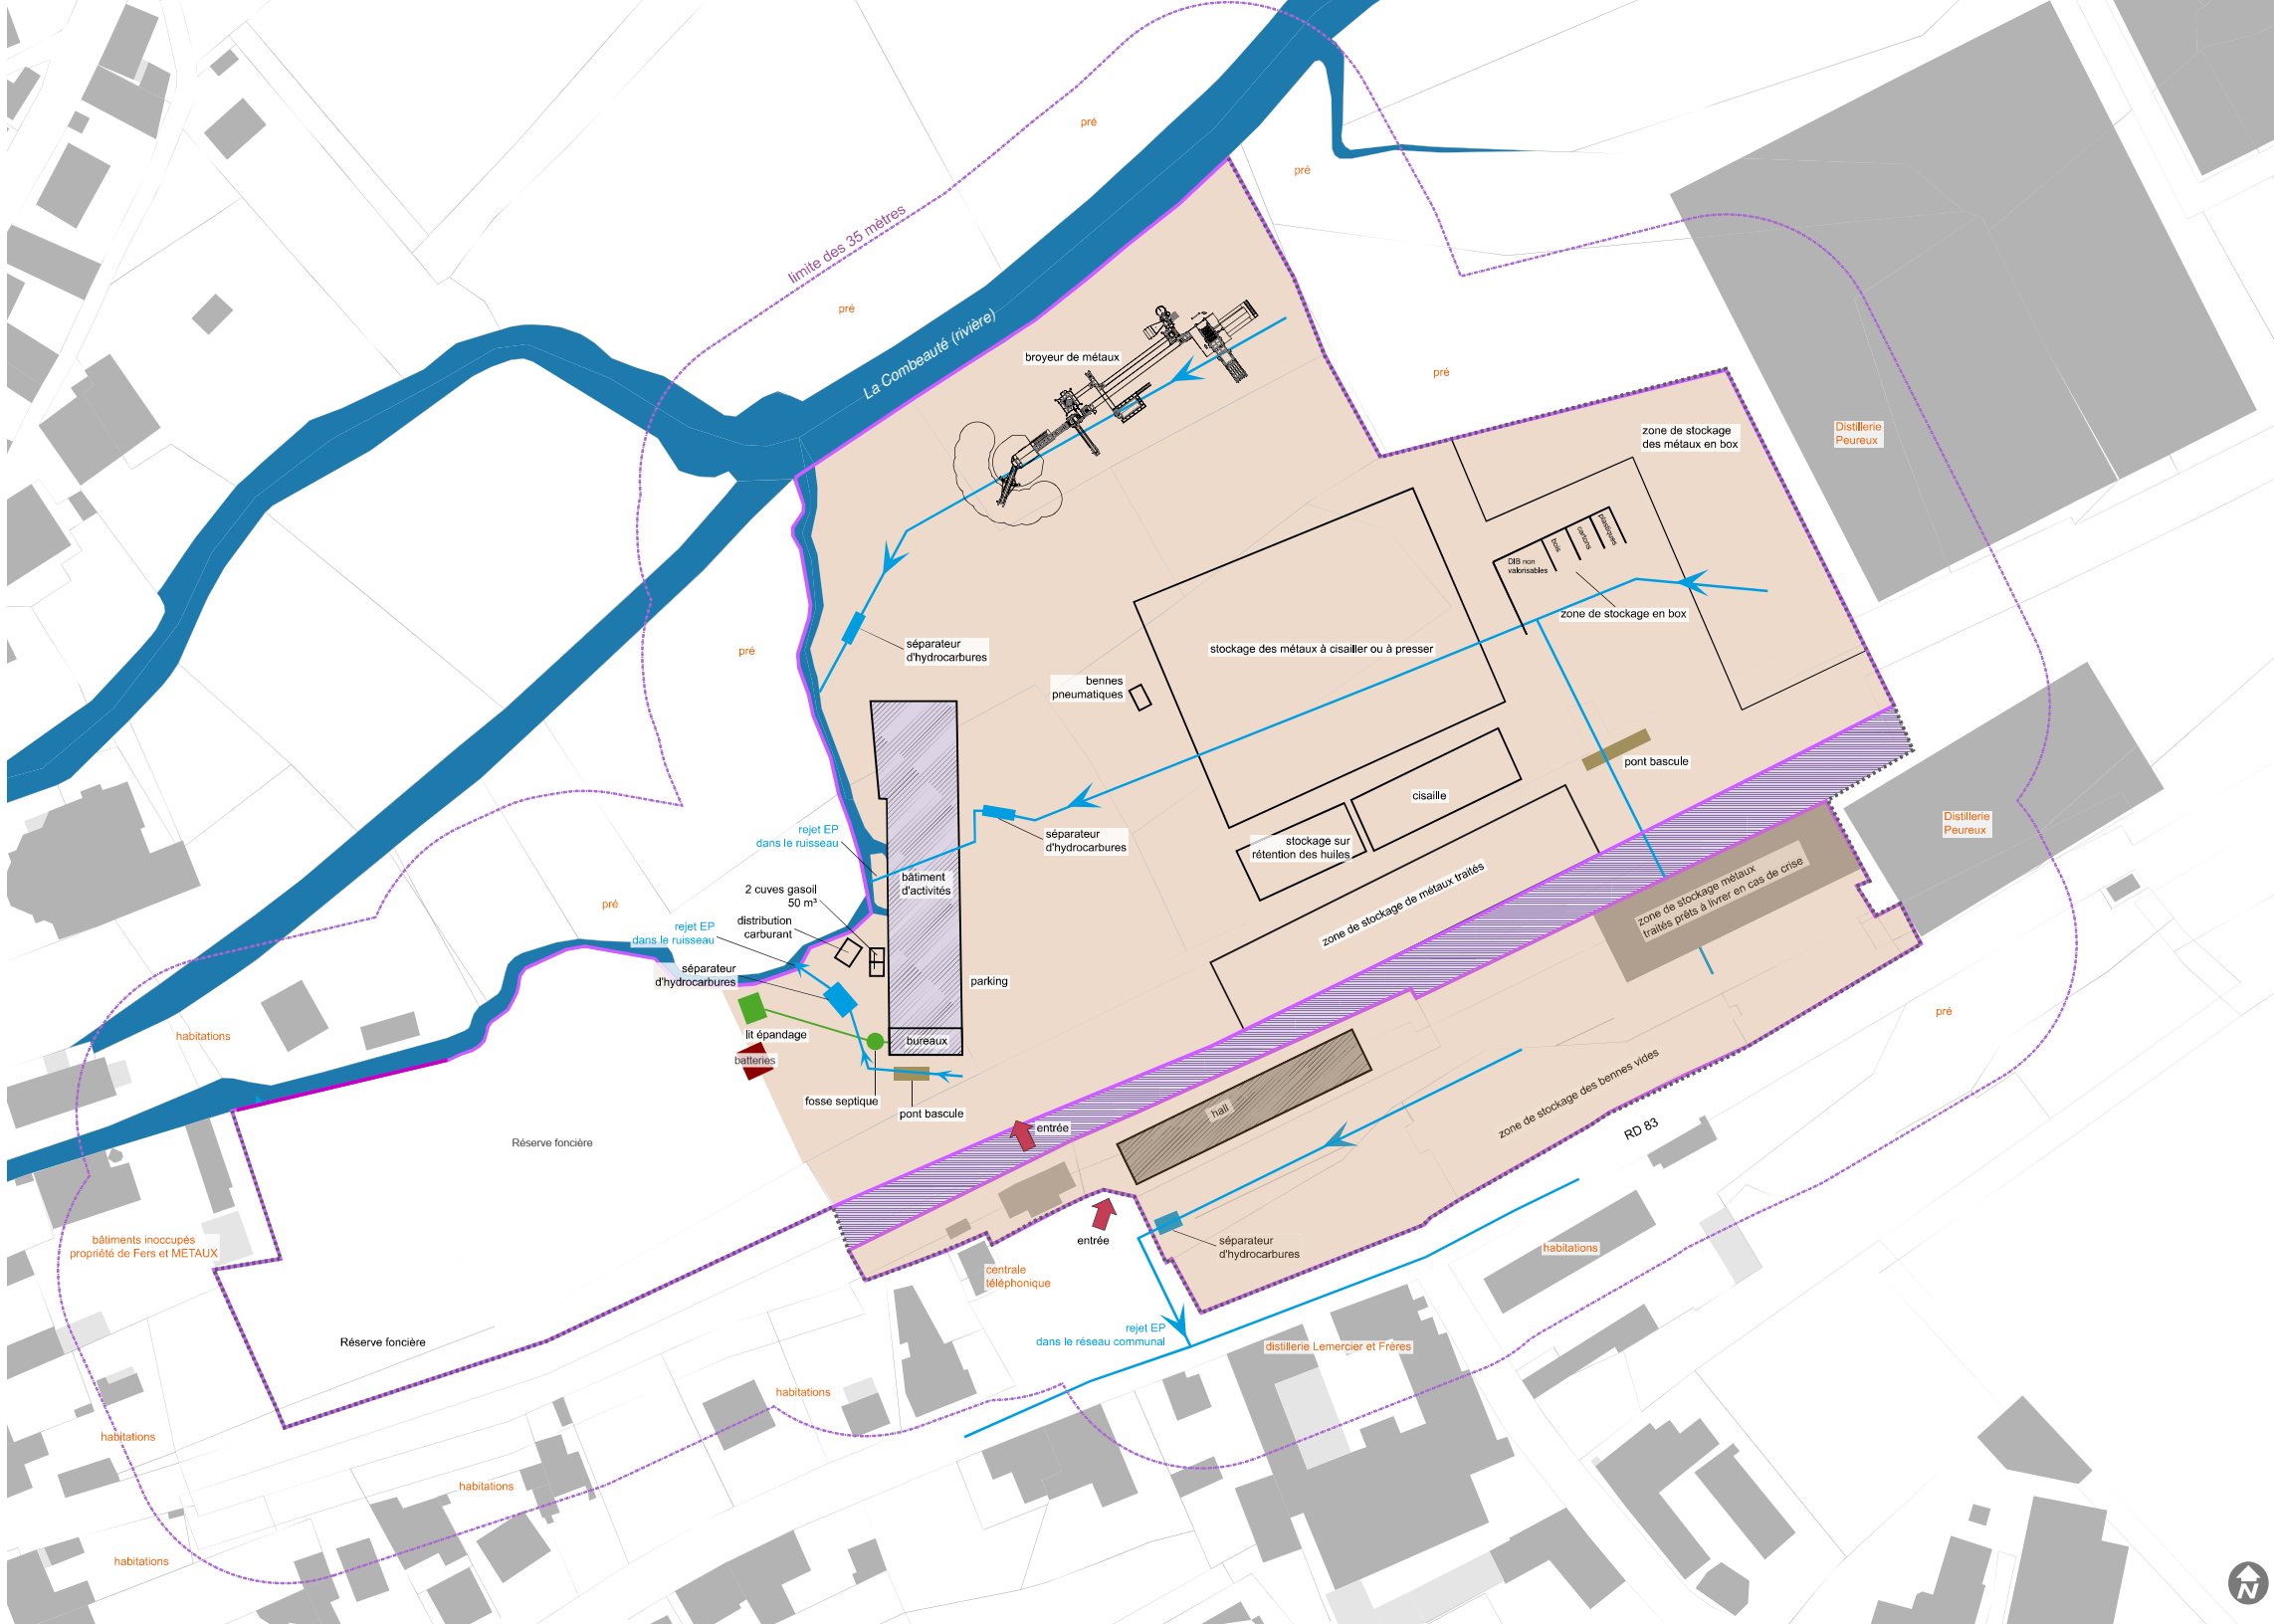 pré
pré
limite des 35 mètres
pré
La Combeauté (rivière)
broyeur de métaux
pré
zone de stockage
des métaux en box
Distillerie
Peureux
DIB non
valorisables
bois
cartons
plastiques
zone de stockage en box
séparateur
d'hydrocarbures
pré
stockage des métaux à cisailler ou à presser
bennes
pneumatiques
pont bascule
cisaille
stockage sur
rétention des huiles
séparateur
d'hydrocarbures
rejet EP
dans le ruisseau
bâtiment
d'activités
Distillerie
Peureux
2 cuves gasoil
50 m³
distribution
carburant
pré
rejet EP
dans le ruisseau
zone de stockage de métaux traités
zone de stockage métaux
traités prêts à livrer en cas de crise
séparateur
d'hydrocarbures
parking
pré
lit épandage
batteries
bureaux
habitations
fosse septique
pont bascule
hall
zone de stockage des bennes vides
RD 83
entrée
Réserve foncière
bâtiments inoccupés
propriété de Fers et METAUX
entrée
séparateur
d'hydrocarbures
habitations
centrale
téléphonique
rejet EP
dans le réseau communal
distillerie Lemercier et Frères
Réserve foncière
habitations
habitations
habitations
habitations
N